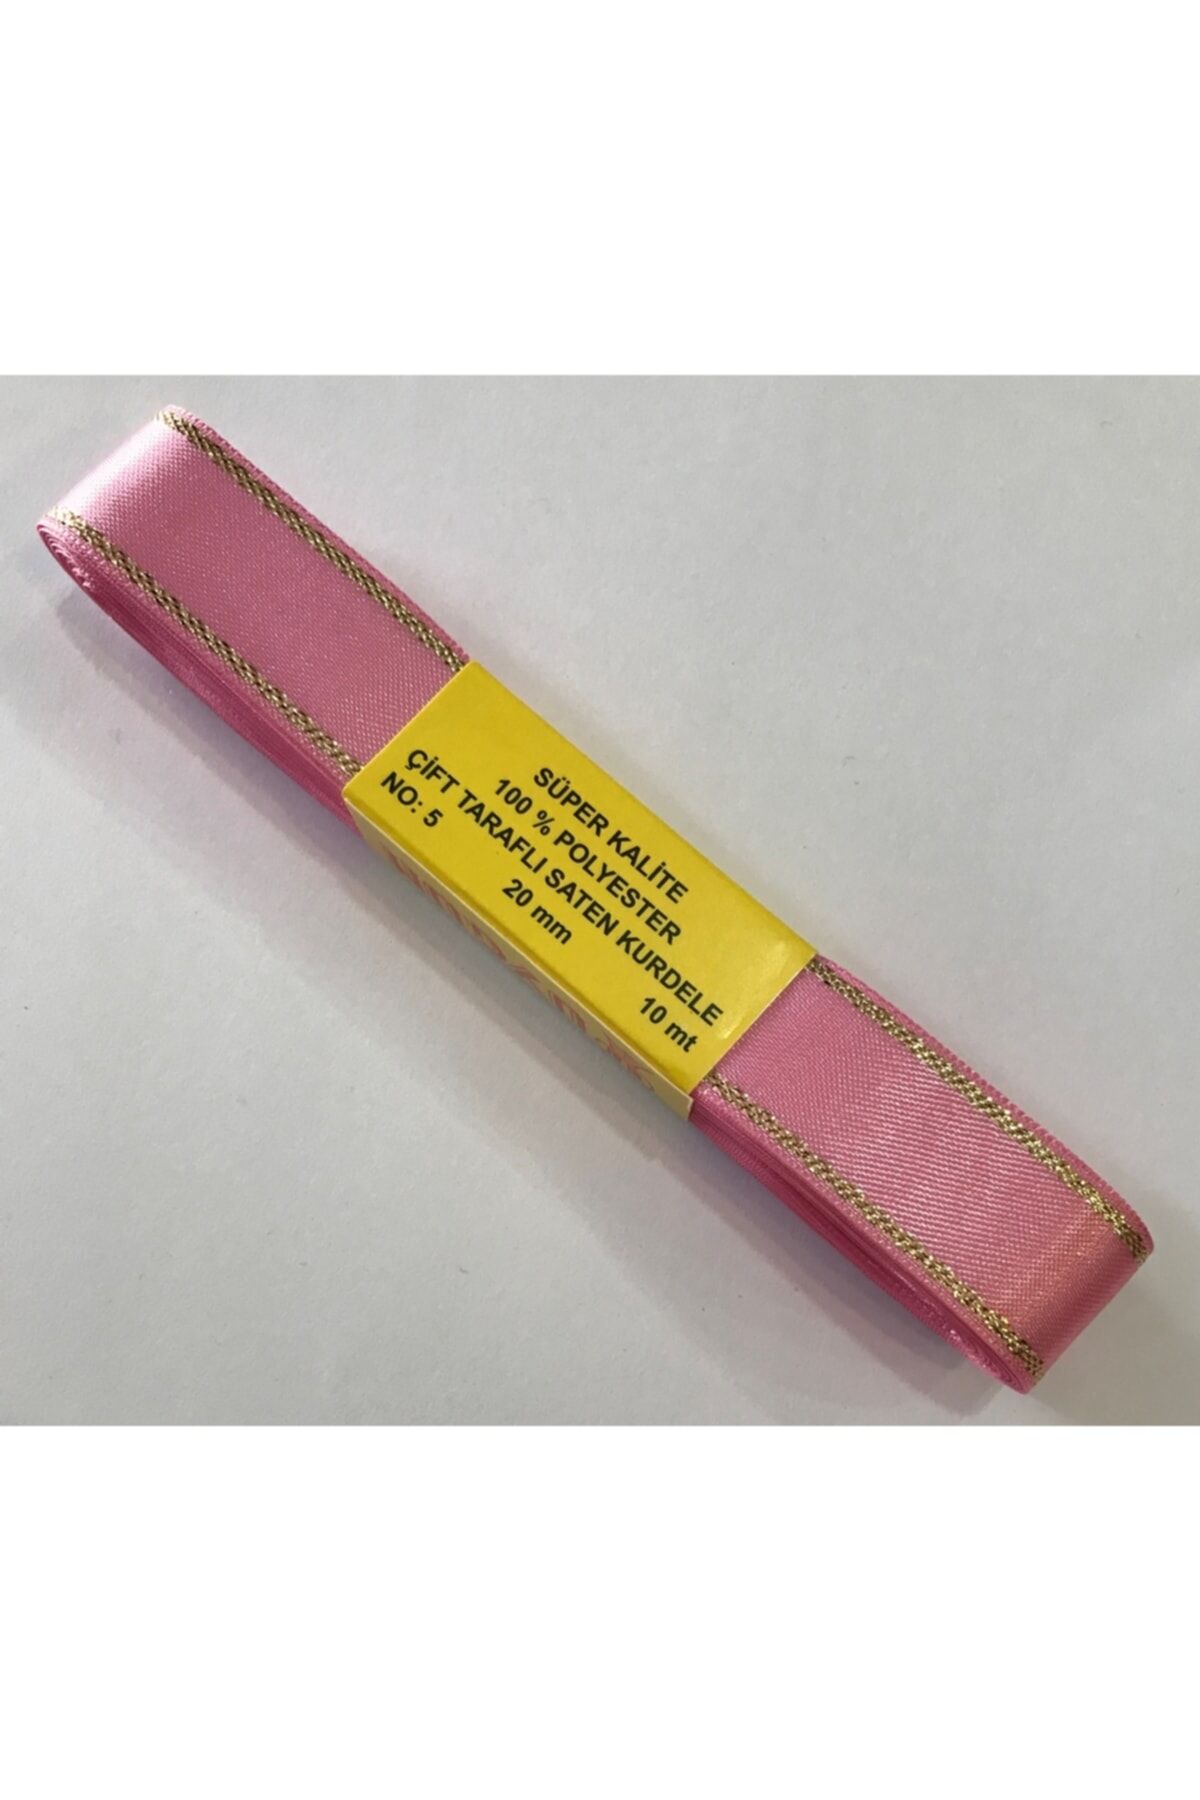 SÜPER KALİTE
100 % POLYESTER
ÇİFT TARAFLI SATEN KURDELE
NO: 5 20 mm 10 mt